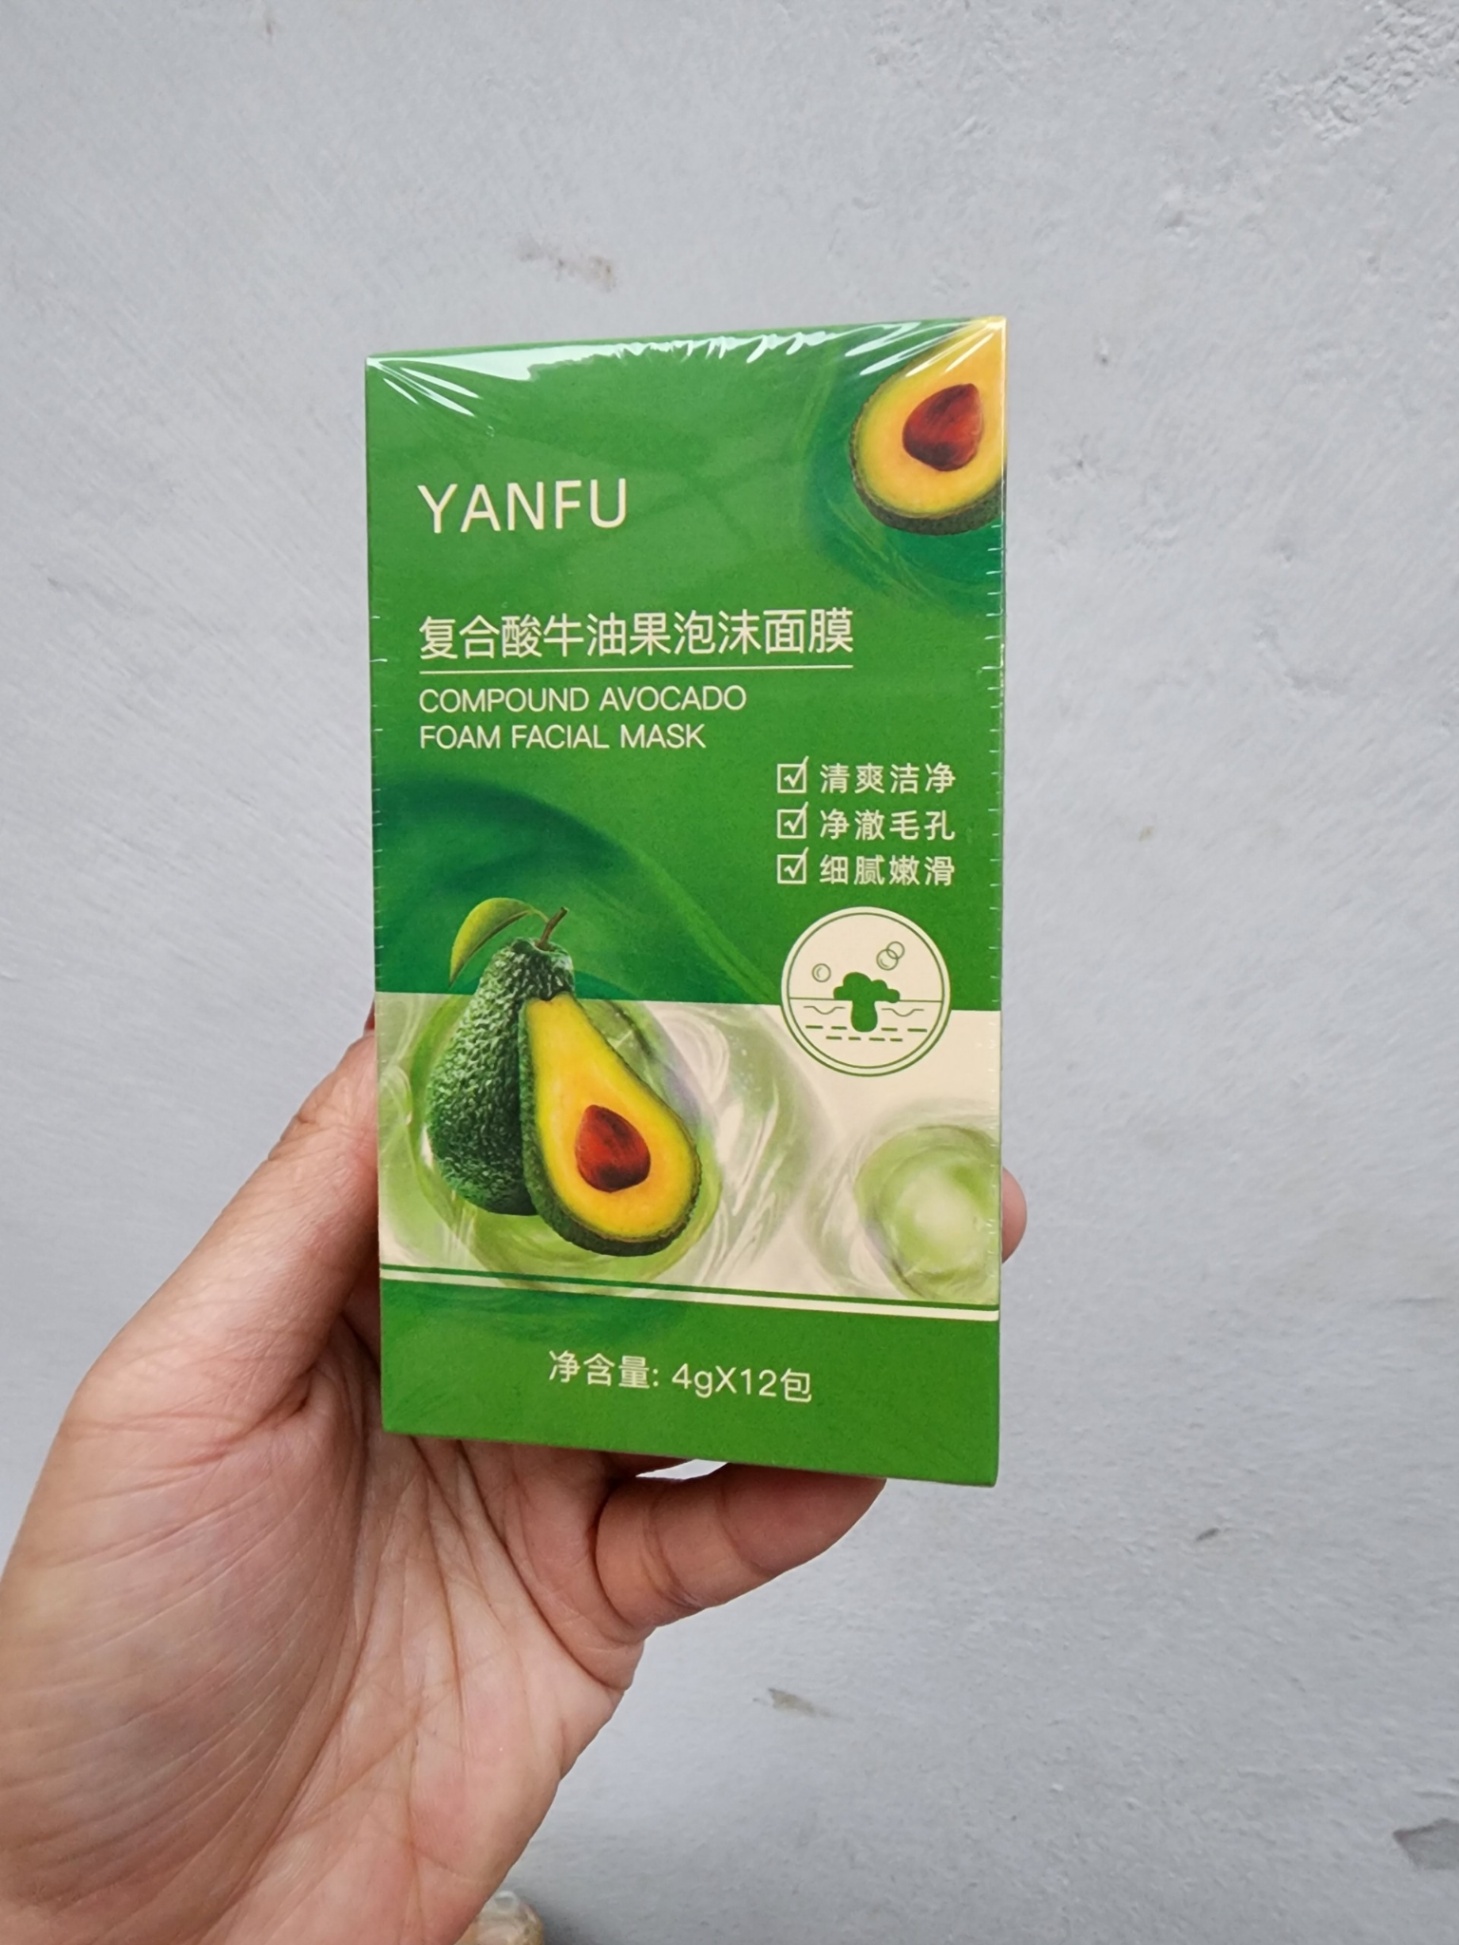 YANFU
复合酸牛油果泡沫面膜
COMPOUND AVOCADO
FOAM FACIAL MASK
清爽洁净
净澈毛孔
细腻嫩滑
净含量: 4gX12包